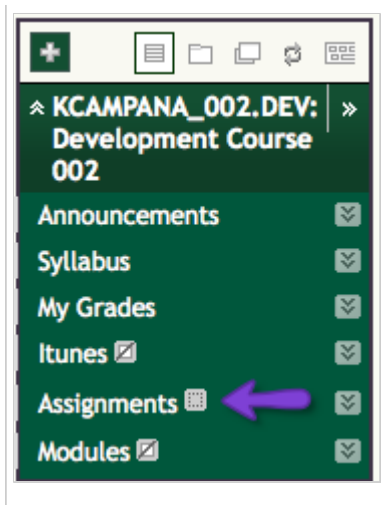 KCAMPANA_002.DEV:
Development Course
002
Announcements
Syllabus
My Grades
Itunes
Assignments
Modules